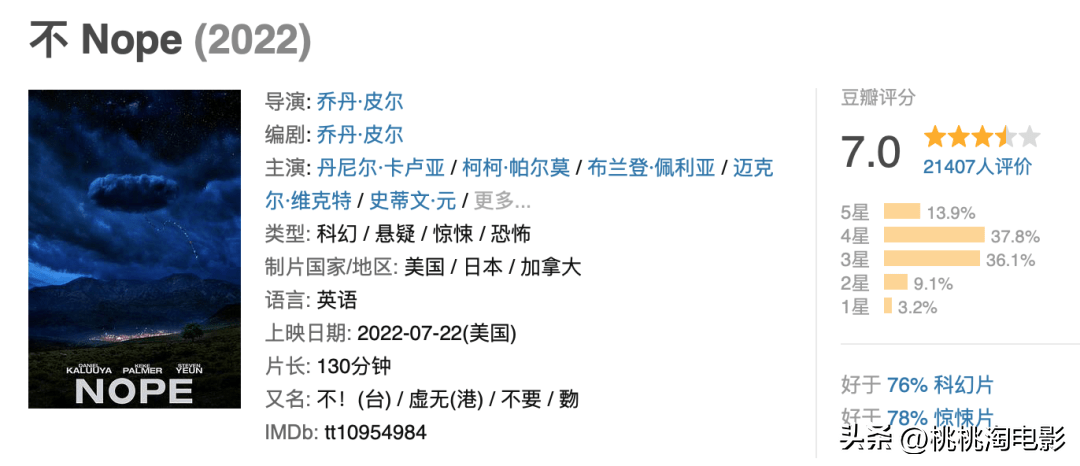 不 Nope (2022)
导演: 乔丹·皮尔
编剧: 乔丹·皮尔
主演: 丹尼尔·卡卢亚 / 柯柯·帕尔莫 / 布兰登·佩利亚 / 迈克
尔·维克特 / 史蒂文·元 / 更多...
类型: 科幻 / 悬疑 / 惊悚 / 恐怖
制片国家/地区: 美国 / 日本 / 加拿大
语言: 英语
上映日期: 2022-07-22(美国)
片长: 130分钟
又名: 不！(台) / 虚无(港) / 不要 / 覅
IMDb: tt10954984
DANIEL KALUUYA KEKE PALMER STEVEN YEUN
NOPE
豆瓣评分
7.0
21407人评价
5星 13.9%
4星 37.8%
3星 36.1%
2星 9.1%
1星 3.2%
好于 76% 科幻片
好于 78% 惊悚片
头条 @桃桃淘电影